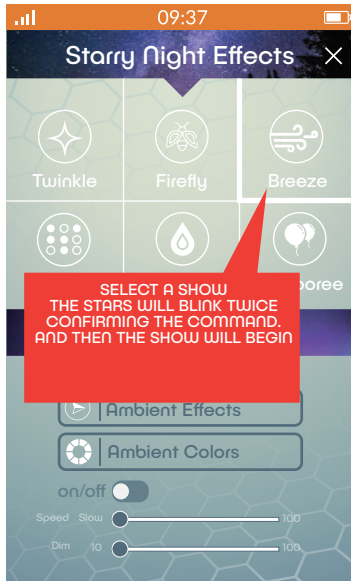 09:37
Starry Night Effects
Twinkle
Firefly
Breeze
oree
SELECT A SHOW
THE STARS WILL BLINK TWICE
CONFIRMING THE COMMAND.
AND THEN THE SHOW WILL BEGIN
Ambient Effects
Ambient Colors
on/off
Speed Slow 100
Dim 10 100